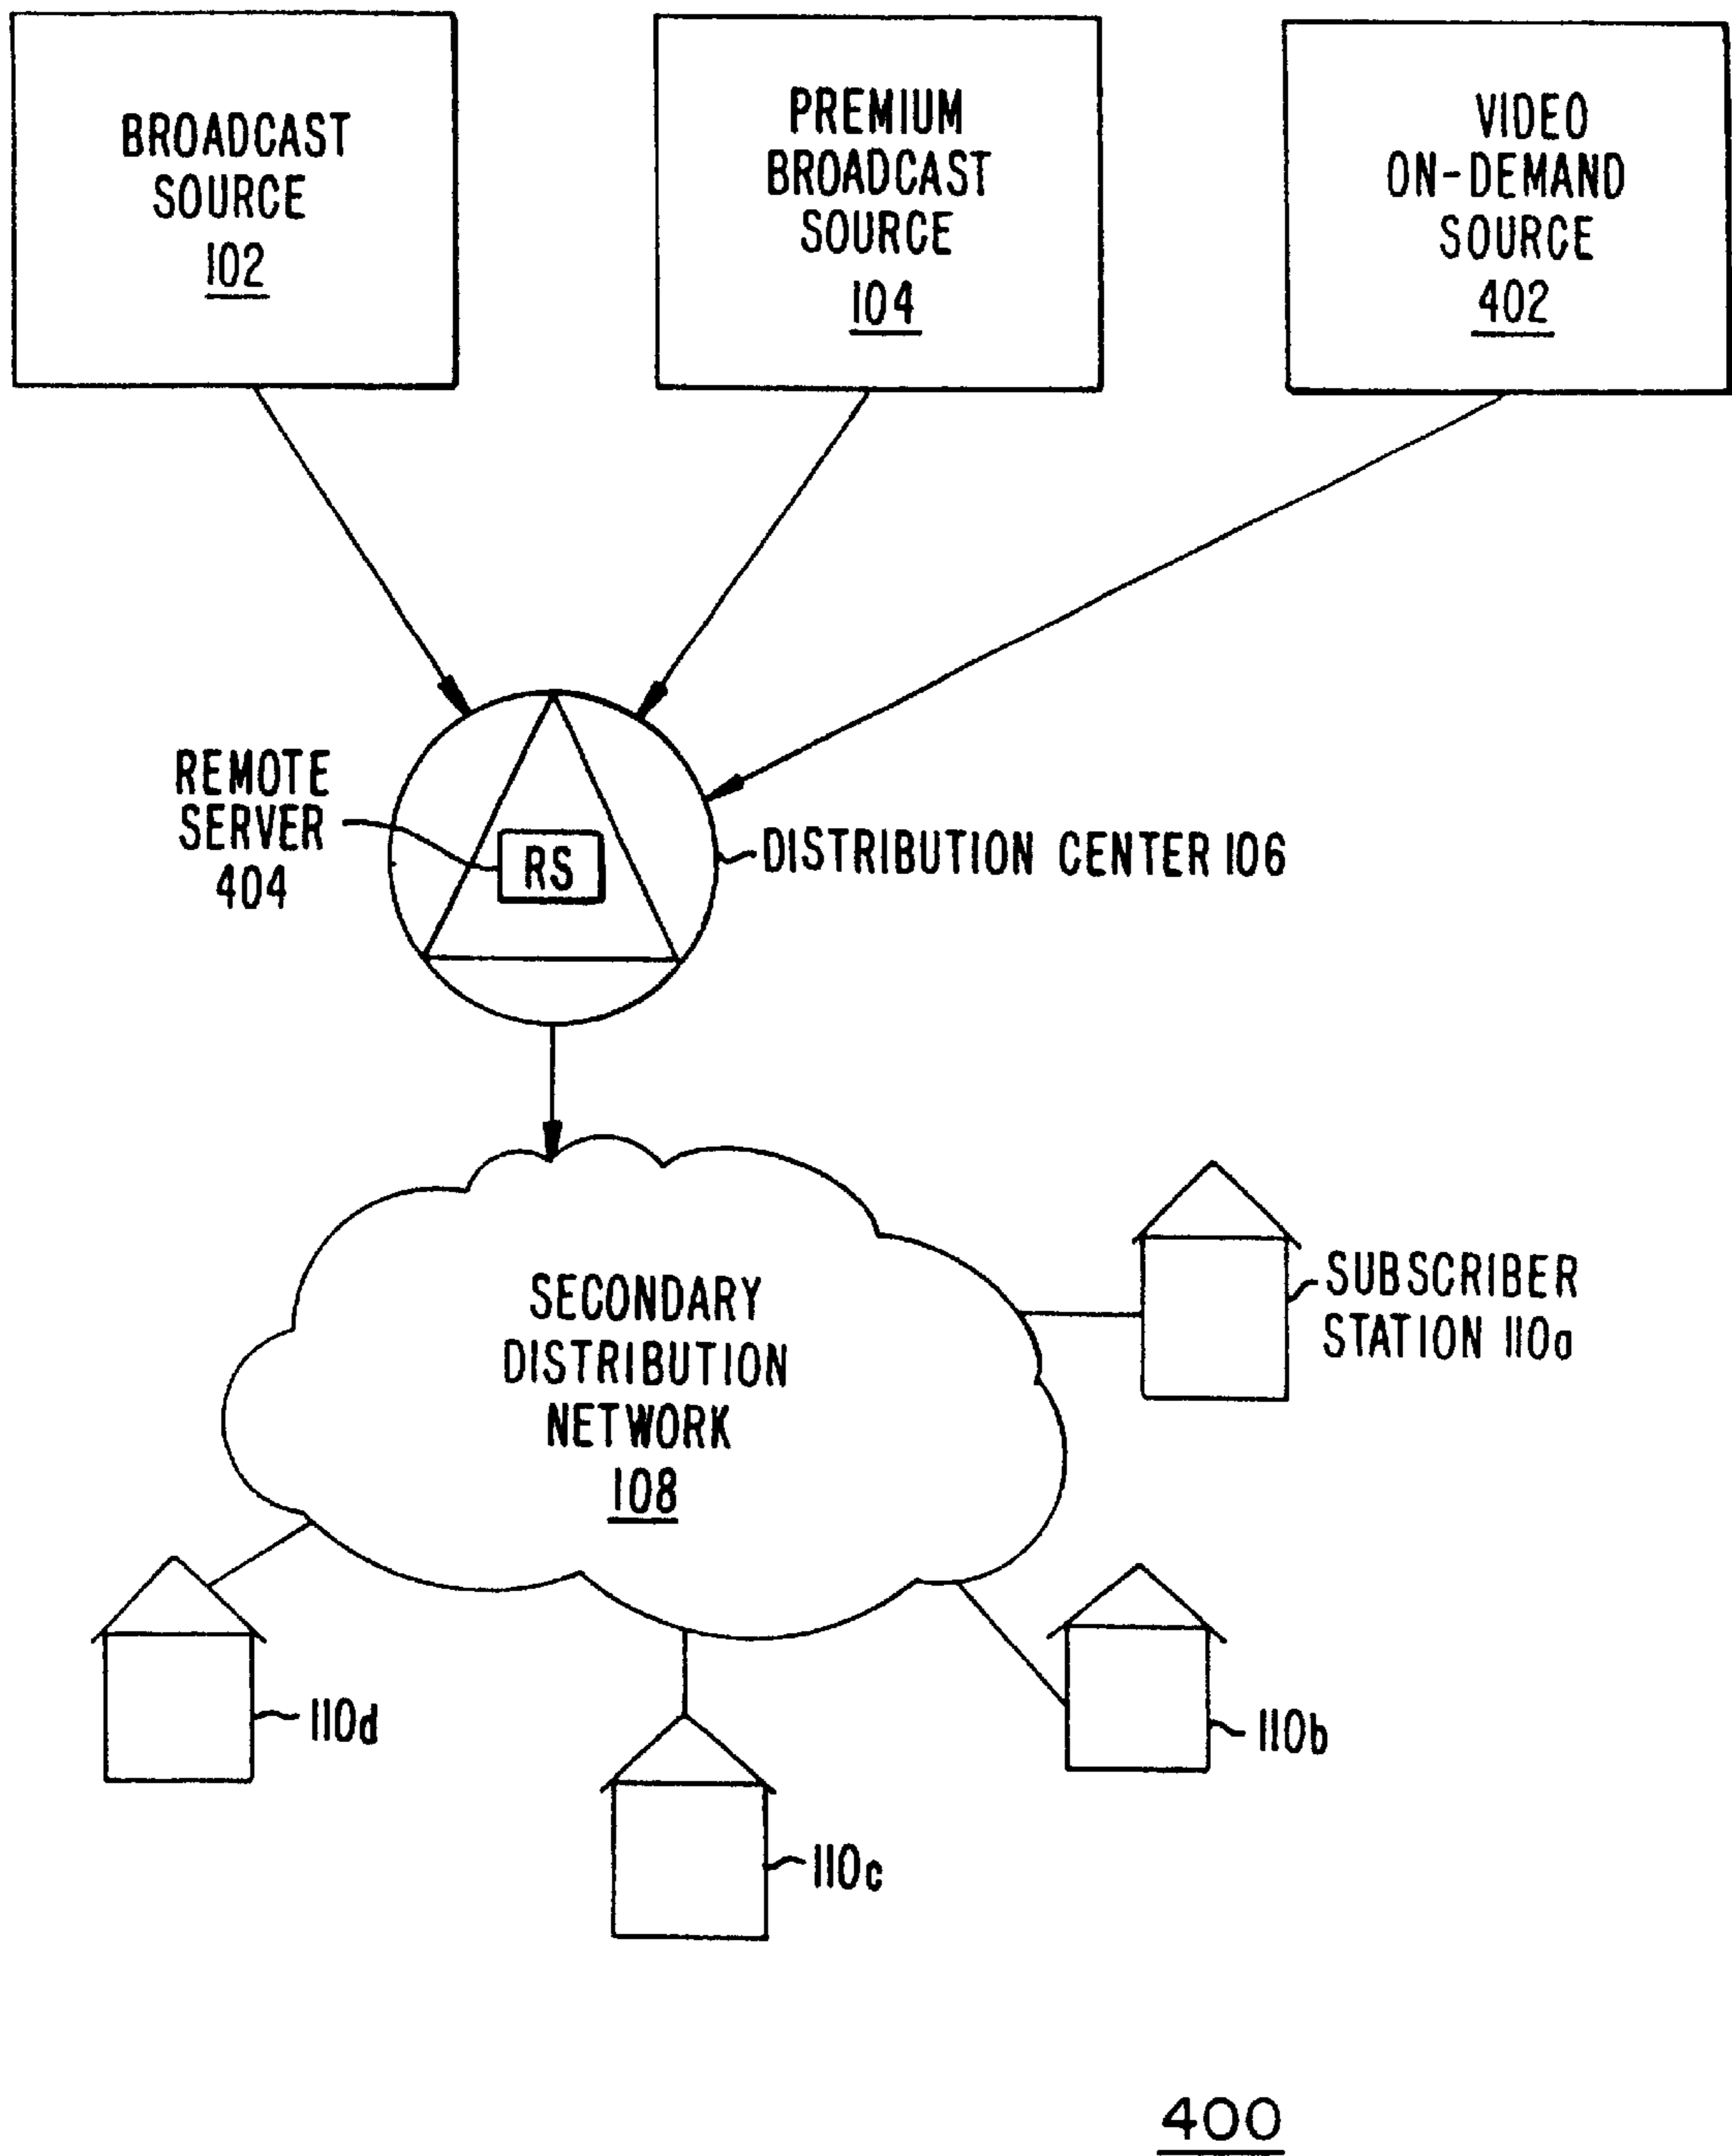 BROADCAST
SOURCE
102
PREMIUM
BROADCAST
SOURCE
104
VIDEO
ON-DEMAND
SOURCE
402
REMOTE
SERVER
404
RS
DISTRIBUTION CENTER 106
SECONDARY
DISTRIBUTION
NETWORK
108
SUBSCRIBER
STATION 110a
110d
110c
110b
400